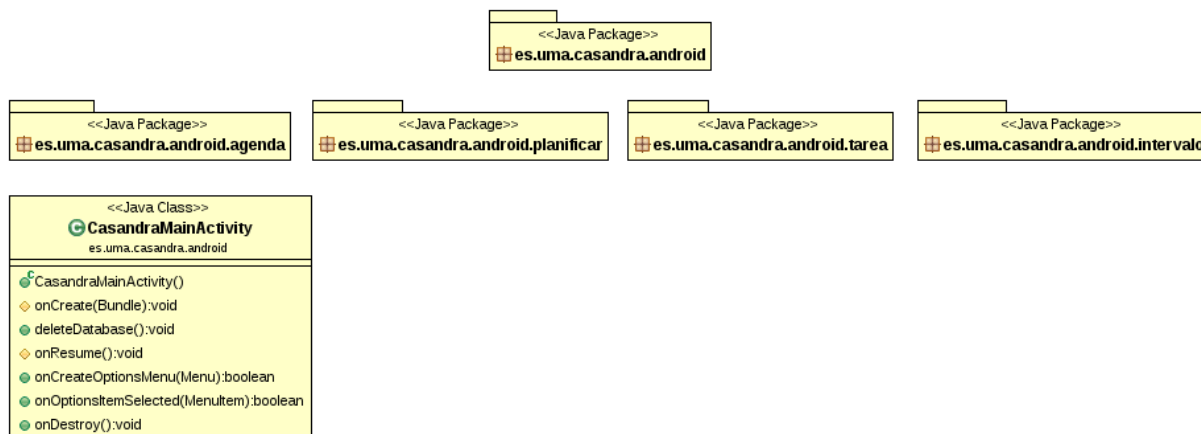 <<Java Package>>
es.uma.casandra.android
<<Java Package>>
es.uma.casandra.android.agenda
<<Java Package>>
es.uma.casandra.android.planificar
<<Java Package>>
es.uma.casandra.android.tarea
<<Java Package>>
es.uma.casandra.android.intervalo
<<Java Class>>
C CasandraMainActivity
es.uma.casandra.android
c CasandraMainActivity()
onCreate(Bundle):void
deleteDatabase():void
onResume():void
onCreateOptionsMenu(Menu):boolean
onOptionsItemSelected(MenuItem):boolean
onDestroy():void